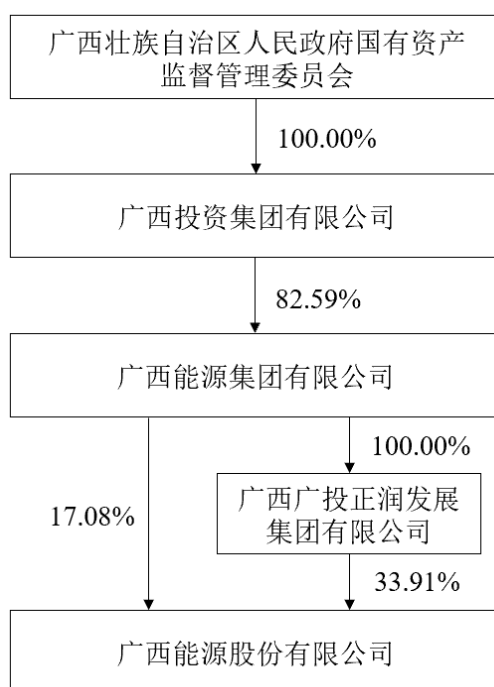 广西壮族自治区人民政府国有资产
监督管理委员会
100.00%
广西投资集团有限公司
82.59%
广西能源集团有限公司
100.00%
17.08%
广西广投正润发展
集团有限公司
33.91%
广西能源股份有限公司